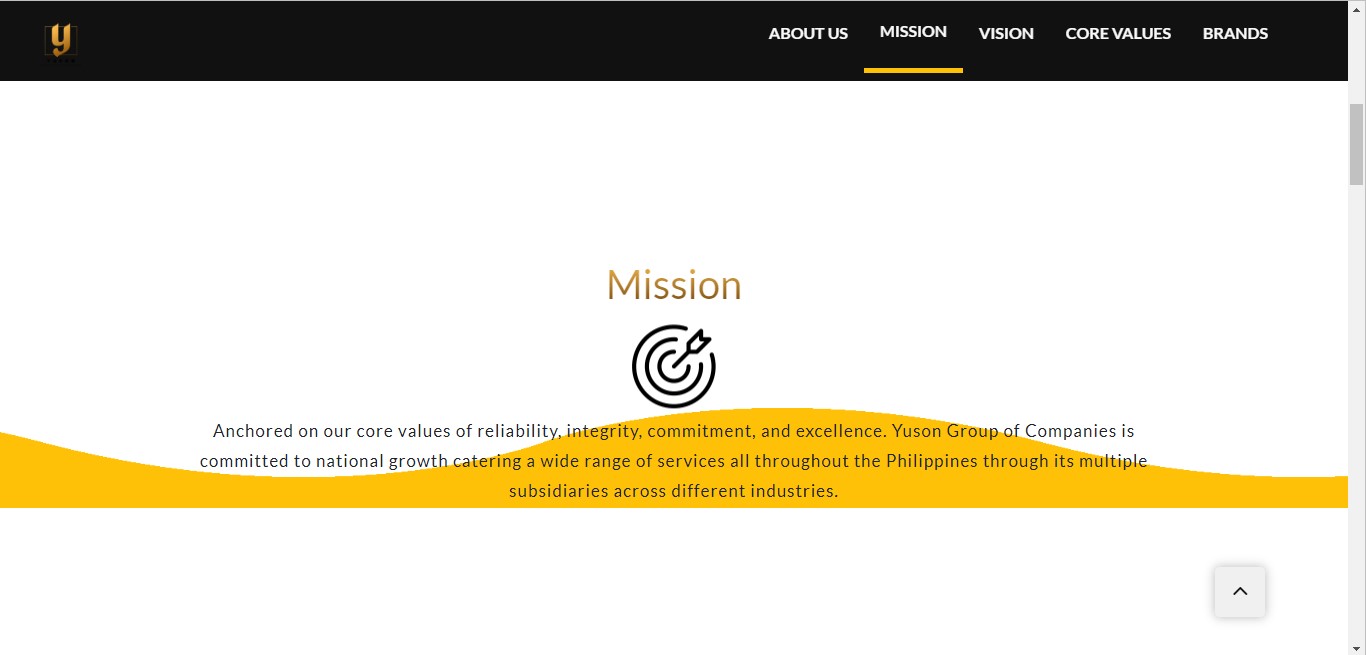 y
ABOUT US MISSION VISION CORE VALUES BRANDS
Mission
Anchored on our core values of reliability, integrity, commitment, and excellence. Yuson Group of Companies is
committed to national growth catering a wide range of services all throughout the Philippines through its multiple
subsidiaries across different industries.